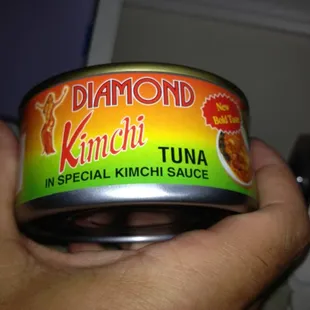 DIAMOND
Kimchi
TUNA
IN SPECIAL KIMCHI SAUCE
New
Bold Taste